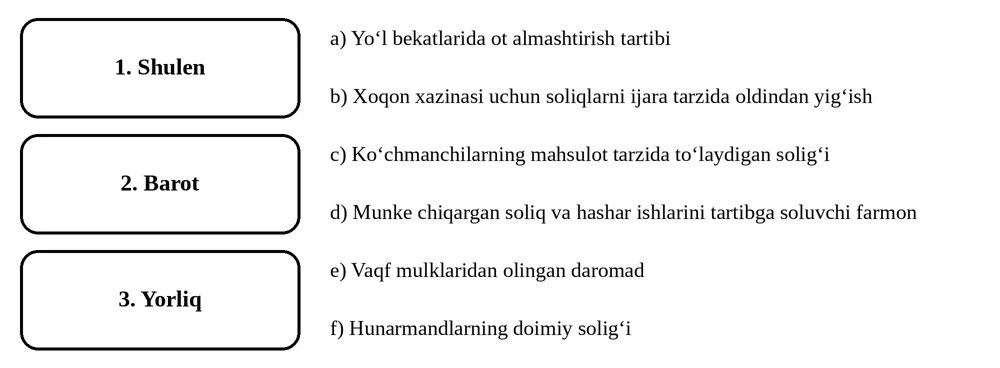 1. Shulen
2. Barot
3. Yorliq
a) Yo‘l bekatlarida ot almashtirish tartibi
b) Xoqon xazinasi uchun soliqlarni ijara tarzida oldindan yig‘ish
c) Ko‘chmanchilarning mahsulot tarzida to‘laydigan solig‘i
d) Munke chiqargan soliq va hashar ishlarini tartibga soluvchi farmon
e) Vaqf mulklaridan olingan daromad
f) Hunarmandlarning doimiy solig‘i